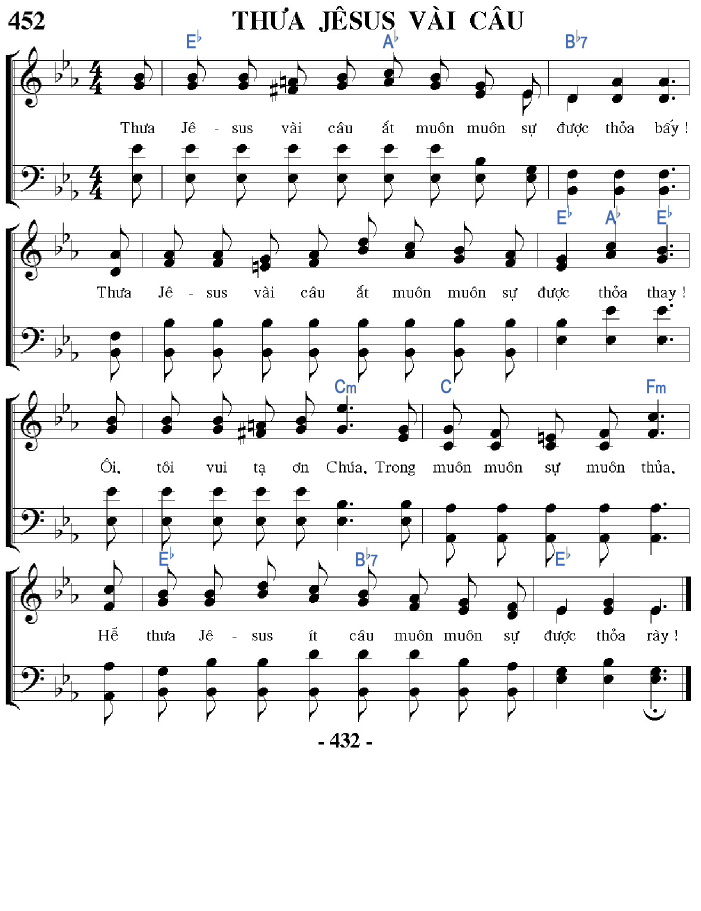 452 THƯA JÊSUS VÀI CÂU
E♭ A♭ B♭7
Thưa Jê - sus vài câu ắt muôn muôn sự được thỏa bấy !
E♭ A♭ E♭
Thưa Jê - sus vài câu ắt muôn muôn sự được thỏa thay !
Cm C Fm
Ôi, tôi vui tạ ơn Chúa, Trong muôn muôn sự muôn thủa,
E♭ B♭7 E♭
Hễ thưa Jê - sus ít câu muôn muôn sự được thỏa rày !
- 432 -